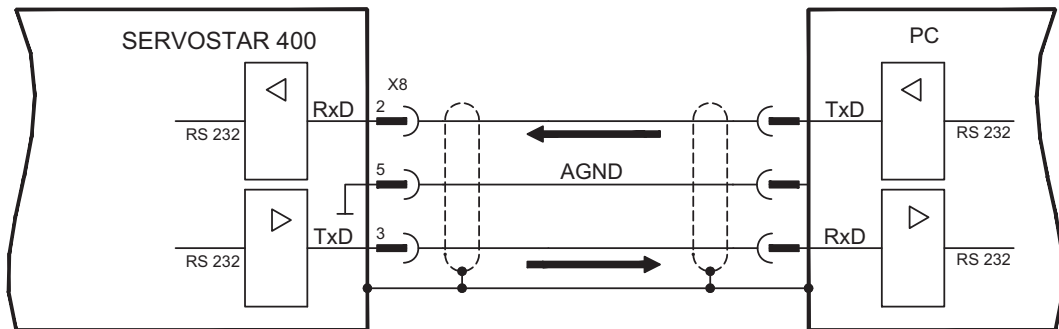 SERVOSTAR 400
PC
X8
RxD
2
TxD
RS 232
RS 232
5
AGND
TxD
3
RxD
RS 232
RS 232